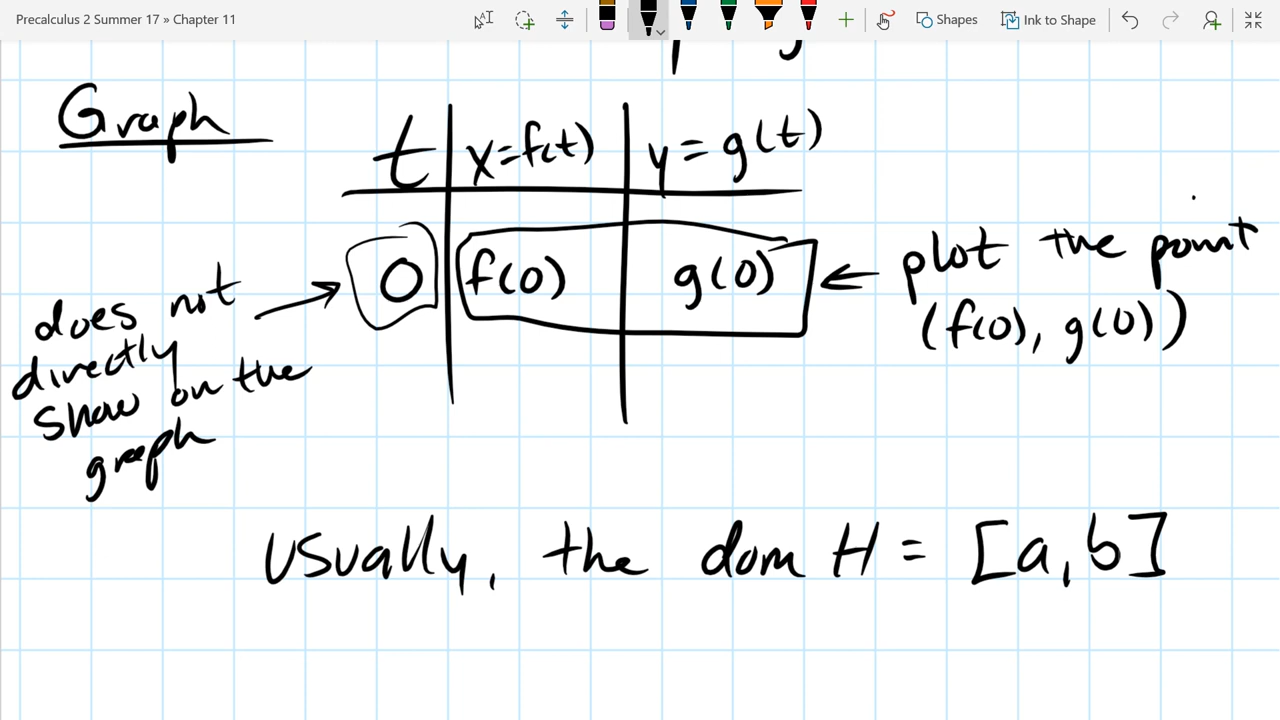 Precalculus 2 Summer 17 » Chapter 11
Shapes
Ink to Shape
Graph
t x=f(t) y=g(t)
0 f(0) g(0)
← plot the point
(f(0), g(0))
does not →
directly
show on the
graph
Usually, the dom H = [a,b]